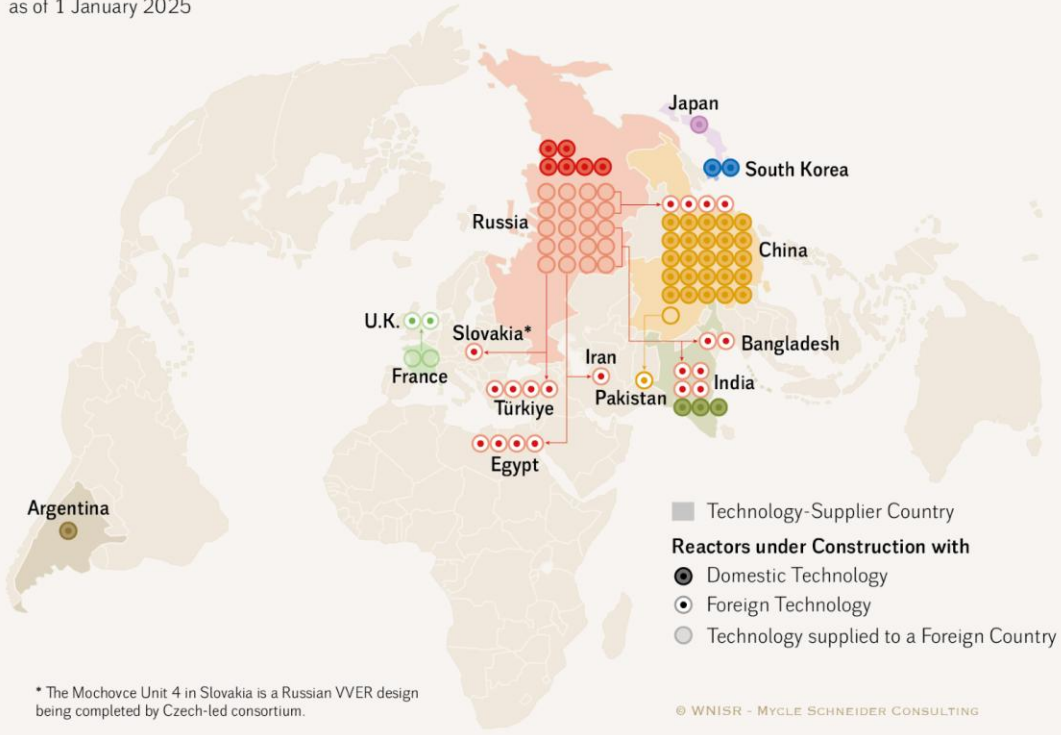 as of 1 January 2025
Japan
South Korea
Russia
China
U.K.
Slovakia*
Bangladesh
Iran
France
India
Pakistan
Türkiye
Egypt
Argentina
Technology-Supplier Country
Reactors under Construction with
Domestic Technology
Foreign Technology
Technology supplied to a Foreign Country
* The Mochovce Unit 4 in Slovakia is a Russian VVER design
being completed by Czech-led consortium.
© WNISR - MYCLE SCHNEIDER CONSULTING